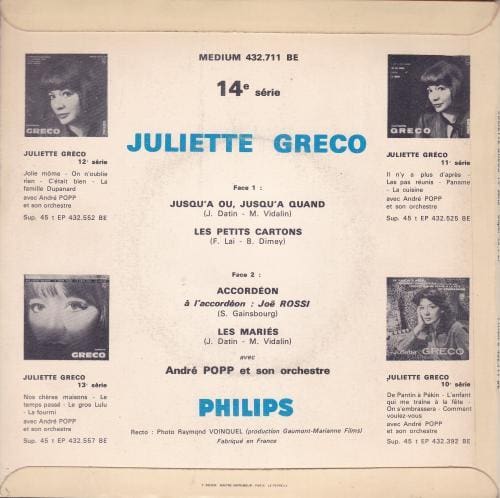 MEDIUM 432.711 BE
14e série
JULIETTE GRECO
GRECO
JULIETTE GRÉCO
12e série
Jolie môme - On n'oublie
rien - C'était bien - La
famille Dupanard
avec André POPP
et son orchestre
Sup. 45 t EP 432.552 BE
GRECO
JULIETTE GRECO
11e série
Il n'y a plus d'après -
Les pas réunis - Paname -
La cuisine
avec André POPP
et son orchestre
Sup. 45 t EP 432.525 BE
Face 1 :
JUSQU'A OU, JUSQU'A QUAND
(J. Datin - M. Vidalin)
LES PETITS CARTONS
(F. Lai - B. Dimey)
Face 2 :
ACCORDÉON
à l'accordéon : Joë ROSSI
(S. Gainsbourg)
LES MARIÉS
(J. Datin - M. Vidalin)
avec
André POPP et son orchestre
GRECO
JULIETTE GRECO
13e série
Nos chères maisons - Le
temps passé - Le gros Lulu
- La fourmi
avec André POPP
et son orchestre
Sup. 45 t EP 432.557 BE
Juliette GRECO
JULIETTE GRECO
10e série
De Pantin à Pékin - L'enfant
qui me traîne à la fête -
On s'embrassera - Comment
voulez-vous
avec André POPP
et son orchestre
Sup. 45 t EP 432.392 BE
PHILIPS
Recto : Photo Raymond VOINQUEL (production Gaumont-Marianne Films)
Fabriqué en France